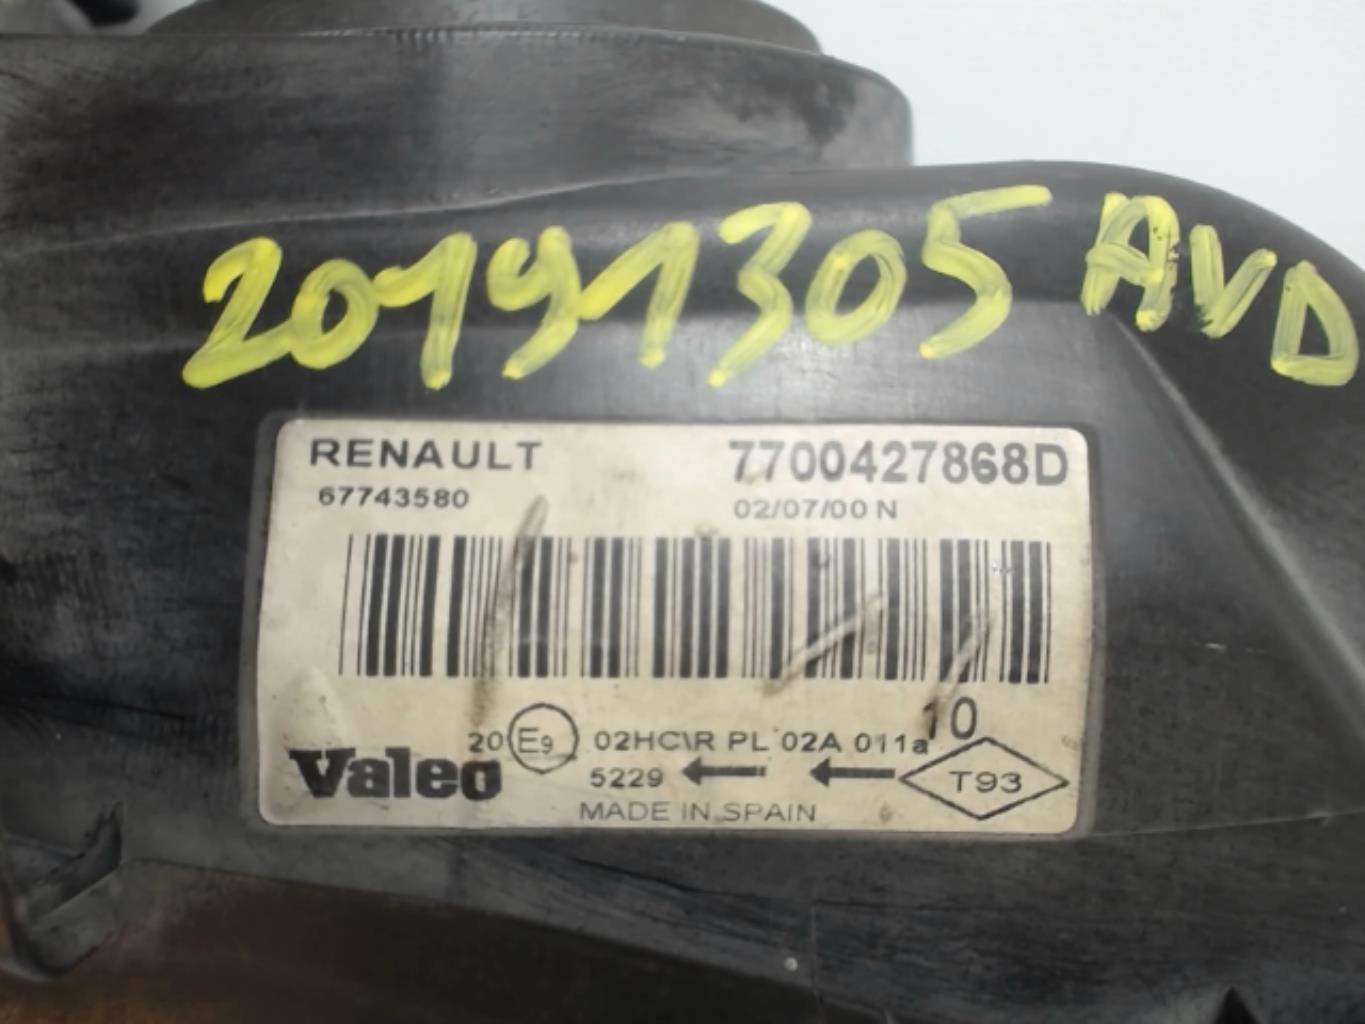 20191305 AVD
RENAULT 7700427868D
67743580 02/07/00 N
10
20 E9 02HC\R PL 02A 011a
Valeo 5229 T93
MADE IN SPAIN